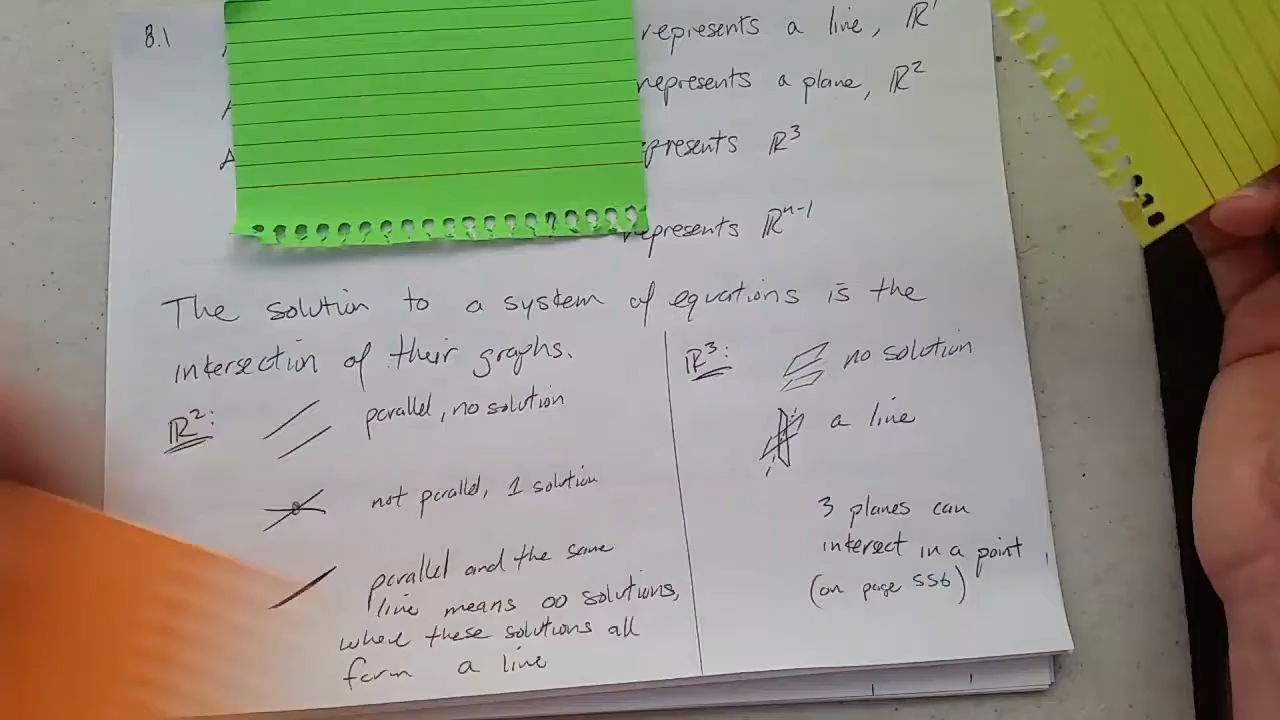 8.1
represents a line, ℝ¹
A represents a plane, ℝ²
A presents ℝ³
represents ℝⁿ⁻¹
The solution to a system of equations is the
intersection of their graphs.
ℝ²:
parallel, no solution
not parallel, 1 solution
parallel and the same
line means ∞ solutions,
where these solutions all
form a line
ℝ³:
no solution
a line
3 planes can
intersect in a point
(on page 556)